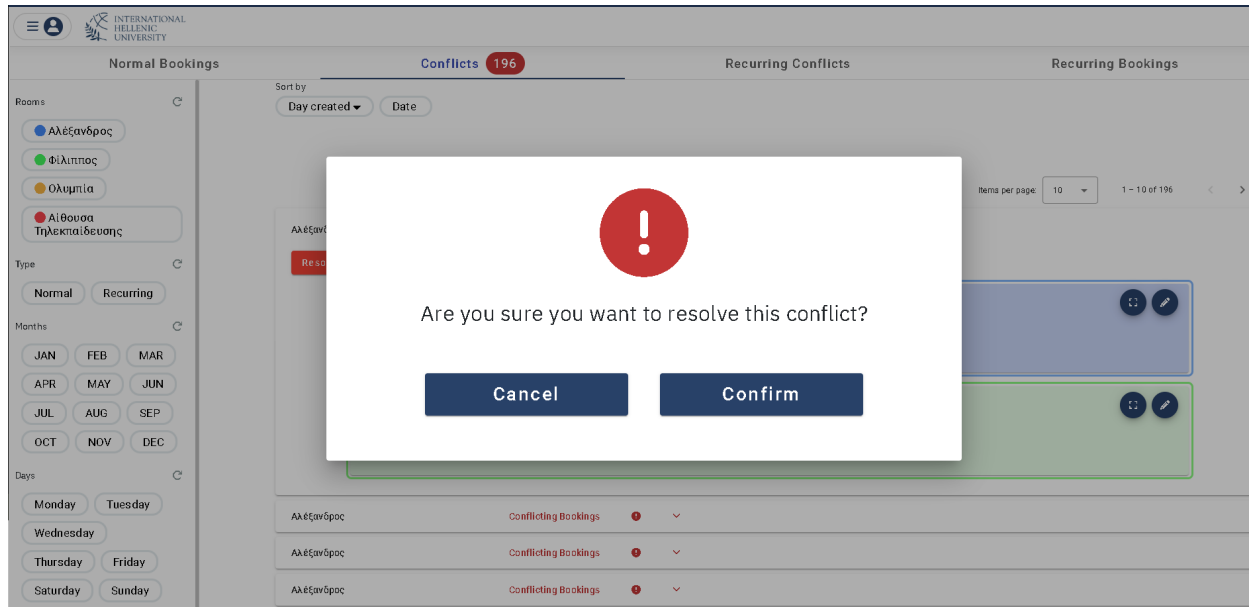 INTERNATIONAL
HELLENIC
UNIVERSITY
Normal Bookings
Conflicts 196
Recurring Conflicts
Recurring Bookings
Rooms
Αλέξανδρος
Φίλιππος
Ολυμπία
Αίθουσα
Τηλεκπαίδευσης
Type
Normal Recurring
Months
JAN FEB MAR
APR MAY JUN
JUL AUG SEP
OCT NOV DEC
Days
Monday Tuesday
Wednesday
Thursday Friday
Saturday Sunday
Sort by
Day created Date
Items per page: 10 1 – 10 of 196
Are you sure you want to resolve this conflict?
Cancel Confirm
Αλέξανδρος Conflicting Bookings
Αλέξανδρος Conflicting Bookings
Αλέξανδρος Conflicting Bookings